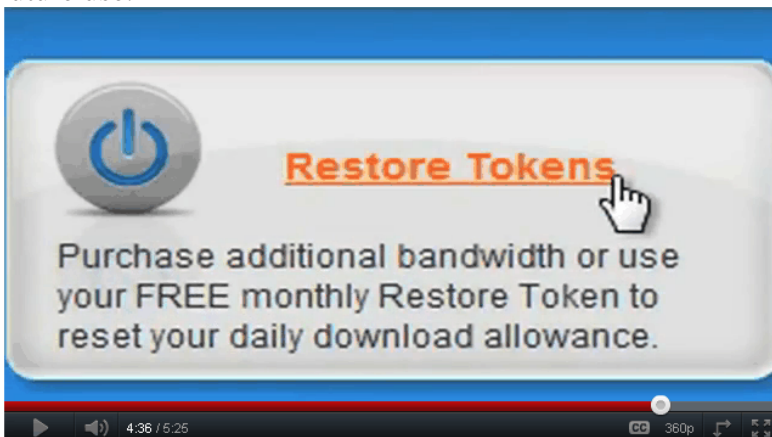 Restore Tokens
Purchase additional bandwidth or use
your FREE monthly Restore Token to
reset your daily download allowance.
4:36 / 5:25
CC
360p